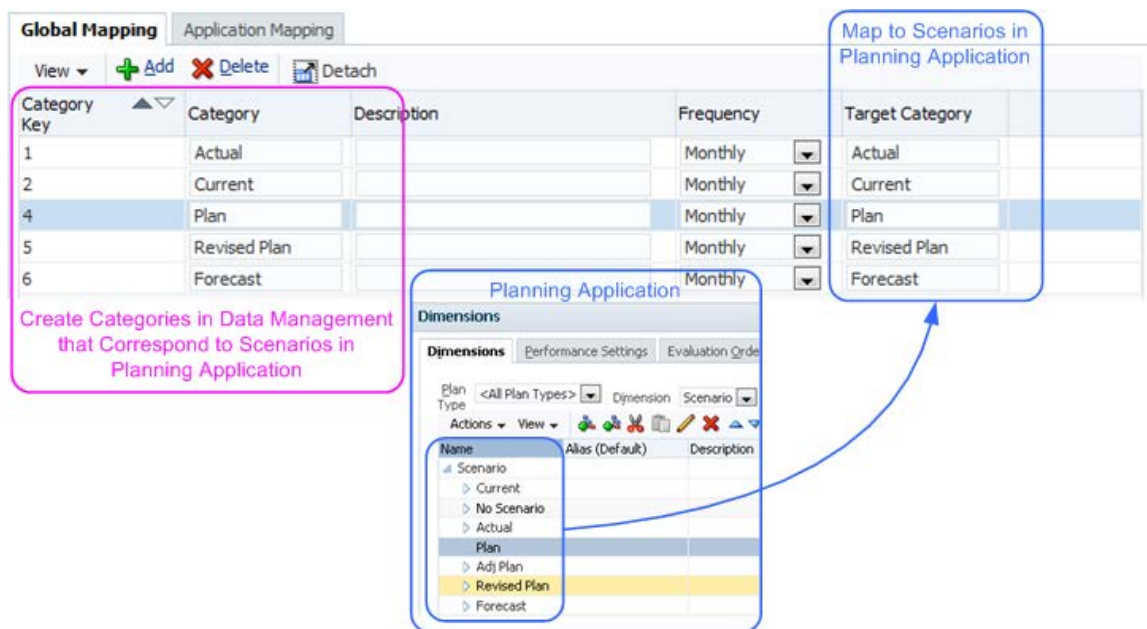 Global Mapping Application Mapping
Map to Scenarios in
Planning Application
View Add Delete Detach
Category
Key Category Description Frequency Target Category
1 Actual Monthly Actual
2 Current Monthly Current
4 Plan Monthly Plan
5 Revised Plan Monthly Revised Plan
6 Forecast Monthly Forecast
Create Categories in Data Management
that Correspond to Scenarios in
Planning Application
Planning Application
Dimensions
Dimensions Performance Settings Evaluation Orde
Plan
Type <All Plan Types> Dimension Scenario
Actions View
Name Alias (Default) Description
Scenario
Current
No Scenario
Actual
Plan
Adj Plan
Revised Plan
Forecast